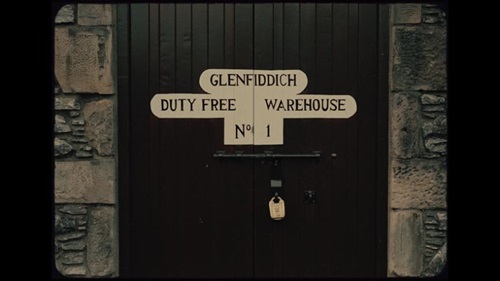 GLENFIDDICH
DUTY FREE WAREHOUSE
Nº 1